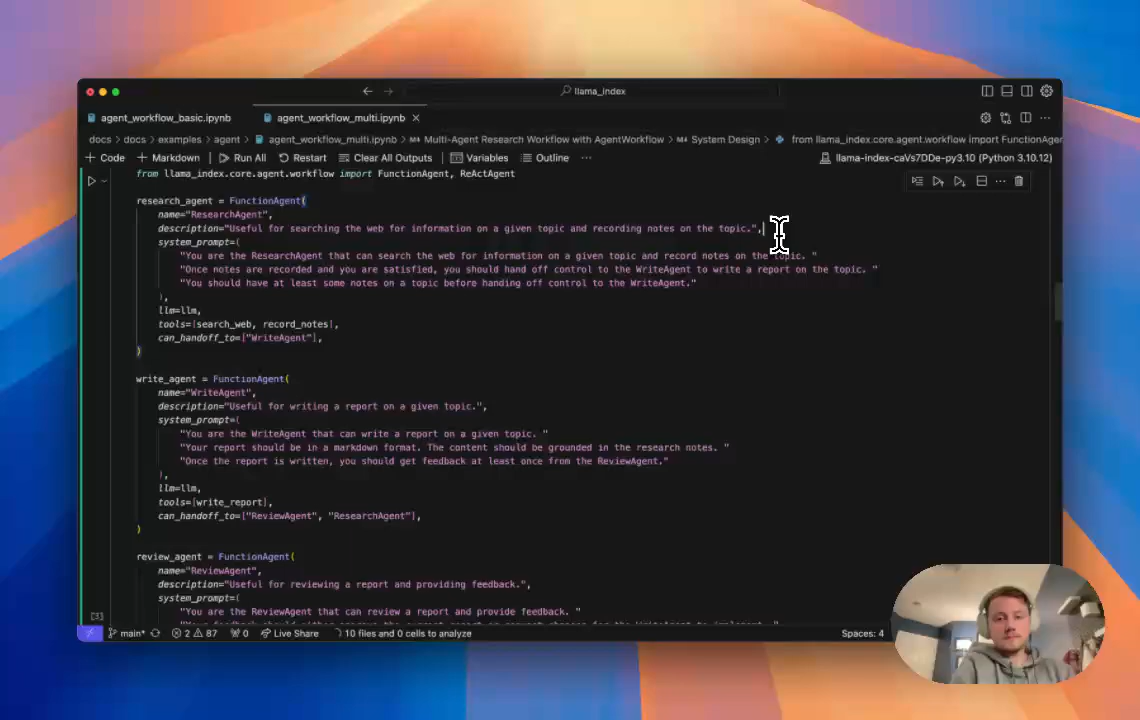 llama_index
agent_workflow_basic.ipynb
agent_workflow_multi.ipynb
docs > docs > examples > agent > agent_workflow_multi.ipynb > Multi-Agent Research Workflow with AgentWorkflow > System Design > from llama_index.core.agent.workflow import FunctionAgen
+ Code + Markdown Run All Restart Clear All Outputs Variables Outline ...
llama-index-caVs7DDe-py3.10 (Python 3.10.12)
from llama_index.core.agent.workflow import FunctionAgent, ReActAgent
research_agent = FunctionAgent(
name="ResearchAgent",
description="Useful for searching the web for information on a given topic and recording notes on the topic.",
system_prompt=(
"You are the ResearchAgent that can search the web for information on a given topic and record notes on the topic. "
"Once notes are recorded and you are satisfied, you should hand off control to the WriteAgent to write a report on the topic. "
"You should have at least some notes on a topic before handing off control to the WriteAgent."
),
llm=llm,
tools=[search_web, record_notes],
can_handoff_to=["WriteAgent"],
)
write_agent = FunctionAgent(
name="WriteAgent",
description="Useful for writing a report on a given topic.",
system_prompt=(
"You are the WriteAgent that can write a report on a given topic. "
"Your report should be in a markdown format. The content should be grounded in the research notes. "
"Once the report is written, you should get feedback at least once from the ReviewAgent."
),
llm=llm,
tools=[write_report],
can_handoff_to=["ReviewAgent", "ResearchAgent"],
)
review_agent = FunctionAgent(
name="ReviewAgent",
description="Useful for reviewing a report and providing feedback.",
system_prompt=(
"You are the ReviewAgent that can review a report and provide feedback. "
[3]
main* 2 87 0 Live Share 10 files and 0 cells to analyze
Spaces: 4